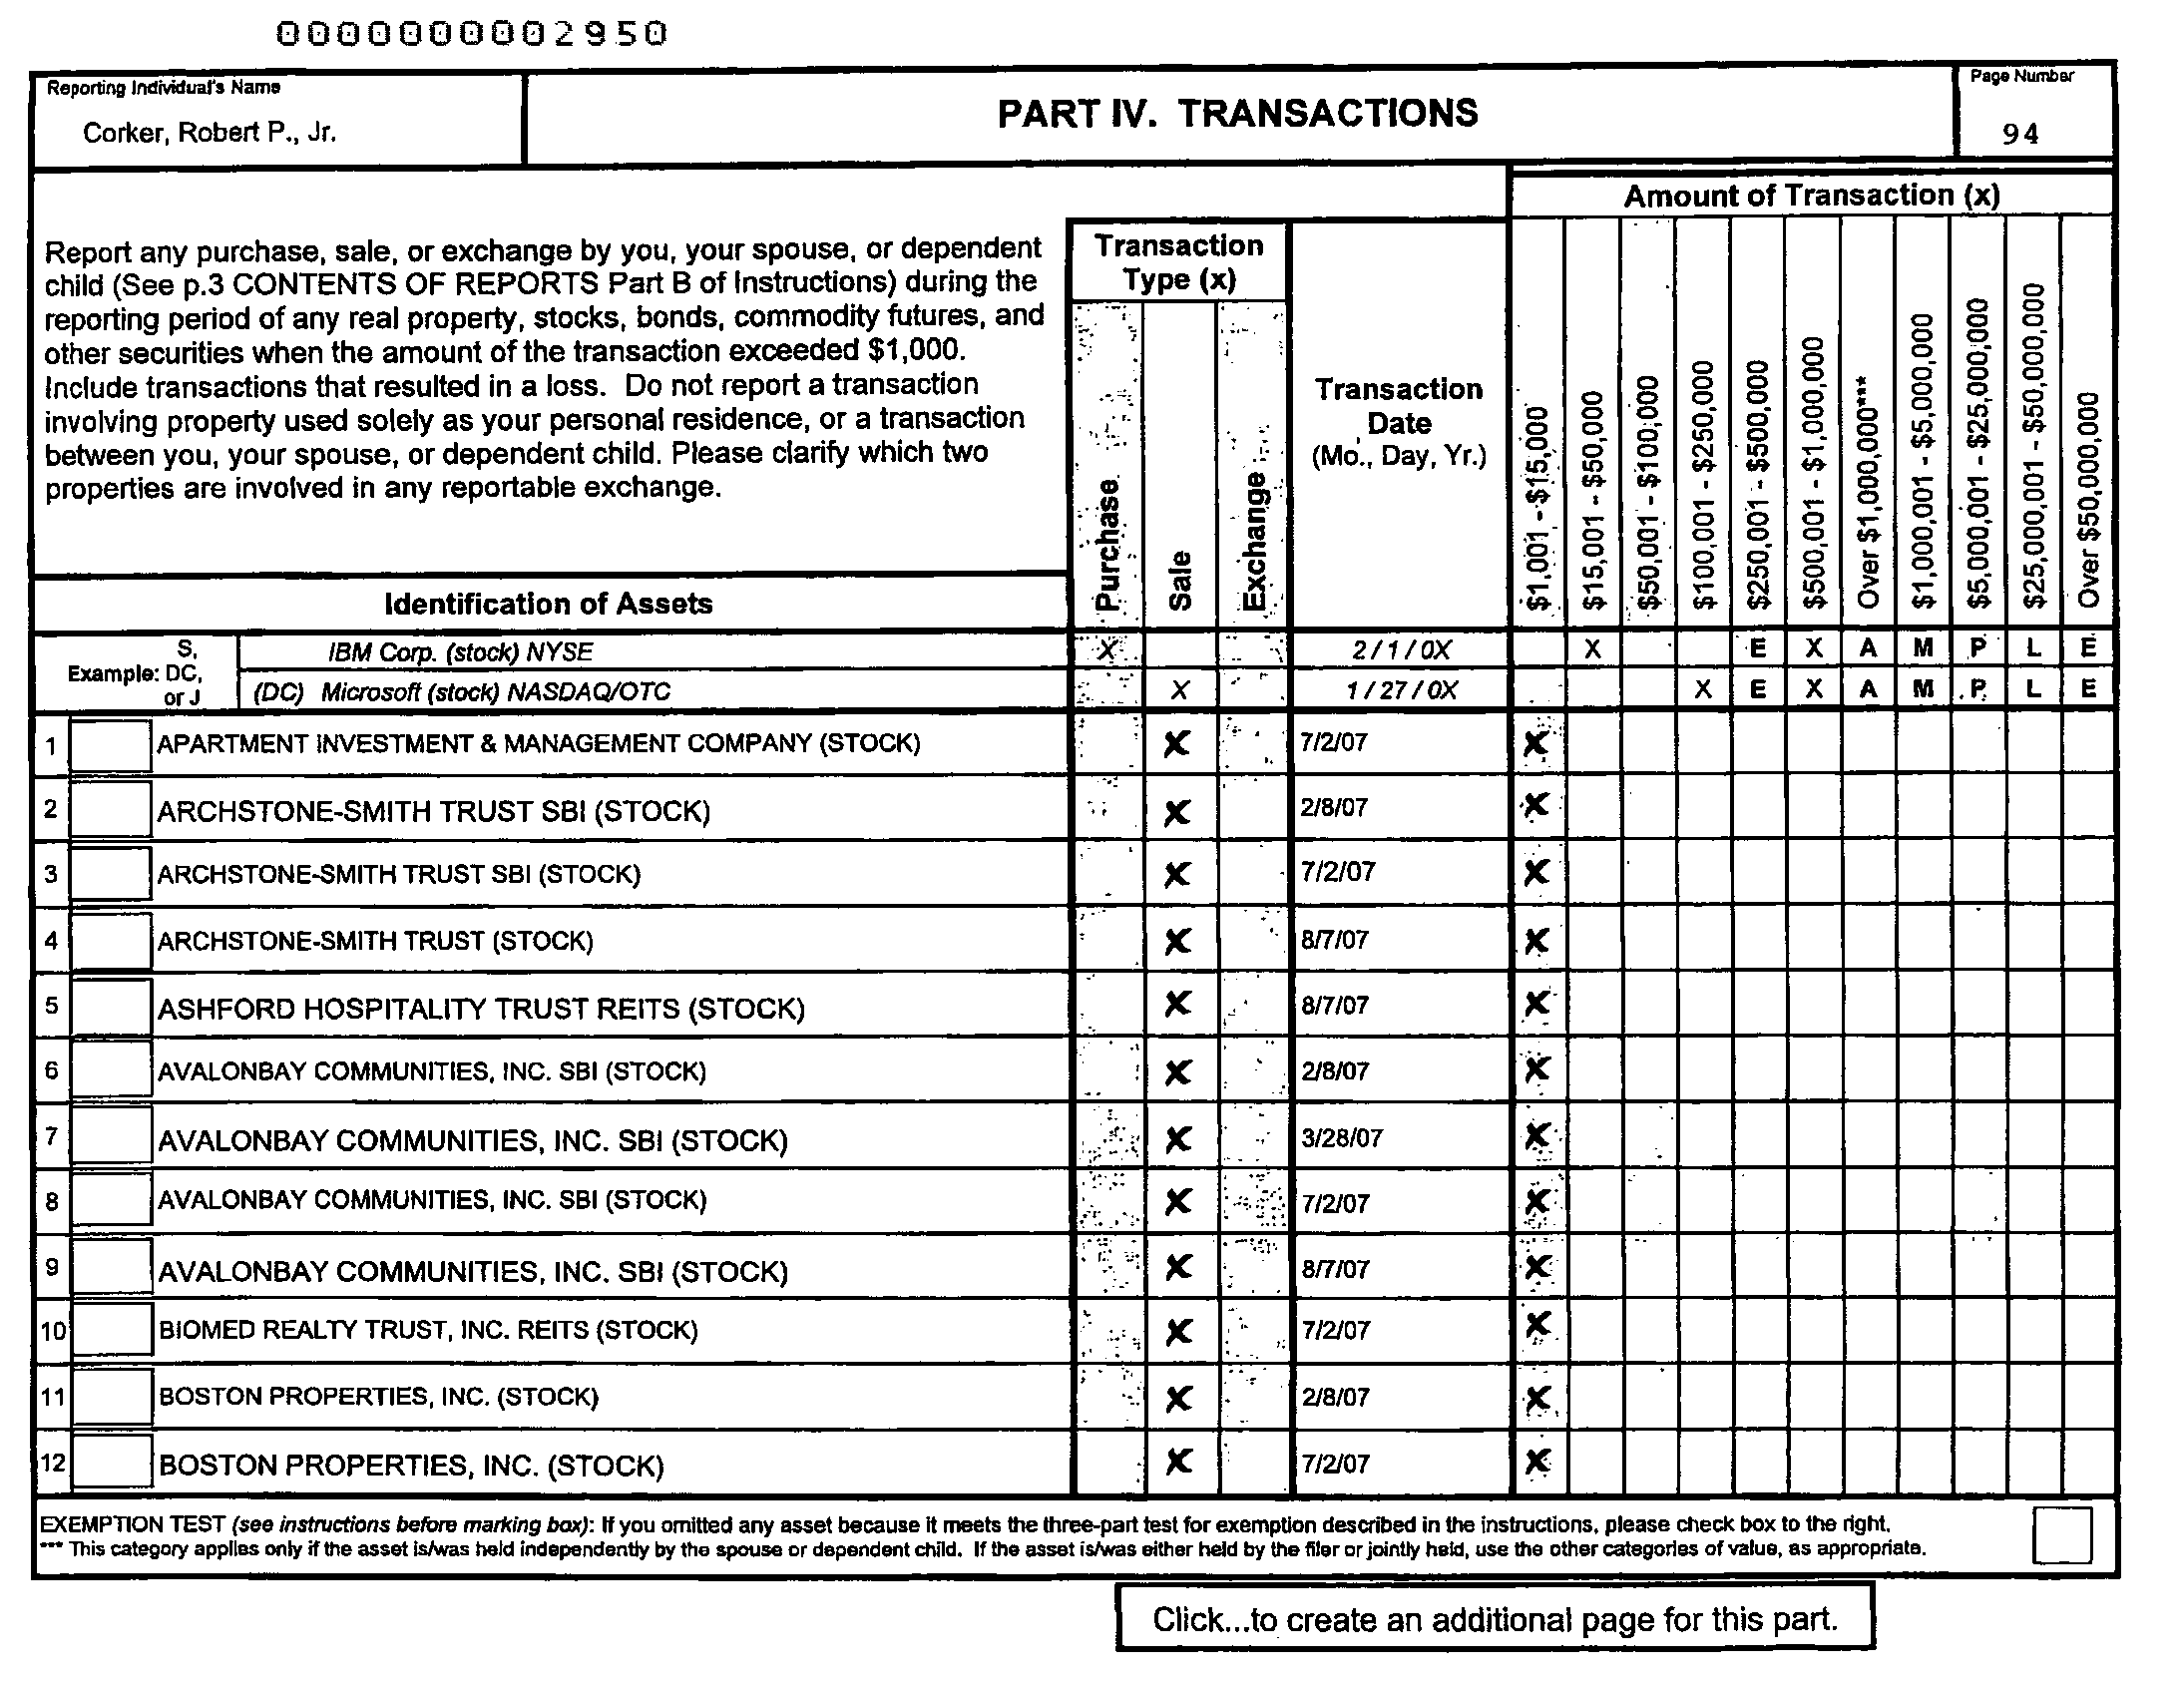 0000000002950
Reporting Individual's Name
Corker, Robert P., Jr.
PART IV. TRANSACTIONS
Page Number
94
Amount of Transaction (x)
Report any purchase, sale, or exchange by you, your spouse, or dependent
child (See p.3 CONTENTS OF REPORTS Part B of Instructions) during the
reporting period of any real property, stocks, bonds, commodity futures, and
other securities when the amount of the transaction exceeded $1,000.
Include transactions that resulted in a loss. Do not report a transaction
involving property used solely as your personal residence, or a transaction
between you, your spouse, or dependent child. Please clarify which two
properties are involved in any reportable exchange.
Transaction
Type (x)
Purchase
Sale
Exchange
Transaction
Date
(Mo., Day, Yr.)
$1,001 - $15,000
$15,001 - $50,000
$50,001 - $100,000
$100,001 - $250,000
$250,001 - $500,000
$500,001 - $1,000,000
Over $1,000,000***
$1,000,001 - $5,000,000
$5,000,001 - $25,000,000
$25,000,001 - $50,000,000
Over $50,000,000
Identification of Assets
Example: S, DC, or J
IBM Corp. (stock) NYSE X 2/1/0X X E X A M P L E
(DC) Microsoft (stock) NASDAQ/OTC X 1/27/0X X E X A M P L E
1 APARTMENT INVESTMENT & MANAGEMENT COMPANY (STOCK) X 7/2/07 X
2 ARCHSTONE-SMITH TRUST SBI (STOCK) X 2/8/07 X
3 ARCHSTONE-SMITH TRUST SBI (STOCK) X 7/2/07 X
4 ARCHSTONE-SMITH TRUST (STOCK) X 8/7/07 X
5 ASHFORD HOSPITALITY TRUST REITS (STOCK) X 8/7/07 X
6 AVALONBAY COMMUNITIES, INC. SBI (STOCK) X 2/8/07 X
7 AVALONBAY COMMUNITIES, INC. SBI (STOCK) X 3/28/07 X
8 AVALONBAY COMMUNITIES, INC. SBI (STOCK) X 7/2/07 X
9 AVALONBAY COMMUNITIES, INC. SBI (STOCK) X 8/7/07 X
10 BIOMED REALTY TRUST, INC. REITS (STOCK) X 7/2/07 X
11 BOSTON PROPERTIES, INC. (STOCK) X 2/8/07 X
12 BOSTON PROPERTIES, INC. (STOCK) X 7/2/07 X
EXEMPTION TEST (see instructions before marking box): If you omitted any asset because it meets the three-part test for exemption described in the instructions, please check box to the right.
*** This category applies only if the asset is/was held independently by the spouse or dependent child. If the asset is/was either held by the filer or jointly held, use the other categories of value, as appropriate.
Click...to create an additional page for this part.